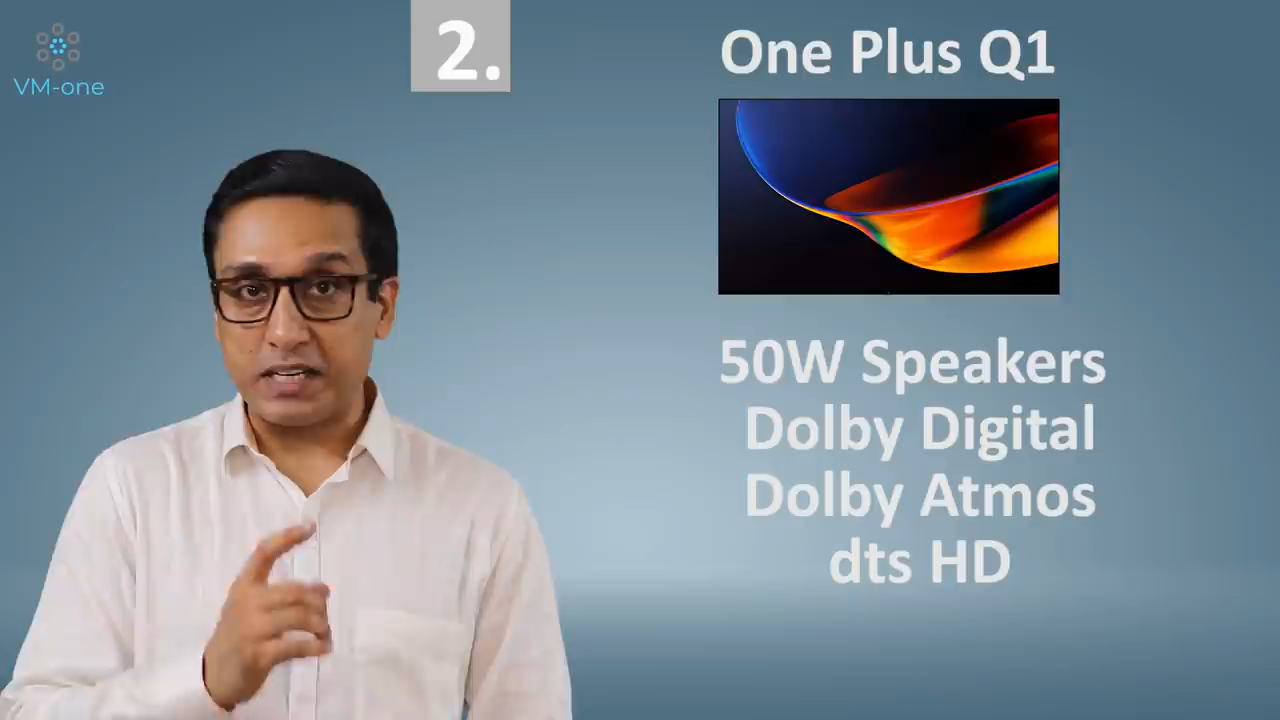 VM-one
2.
One Plus Q1
50W Speakers
Dolby Digital
Dolby Atmos
dts HD